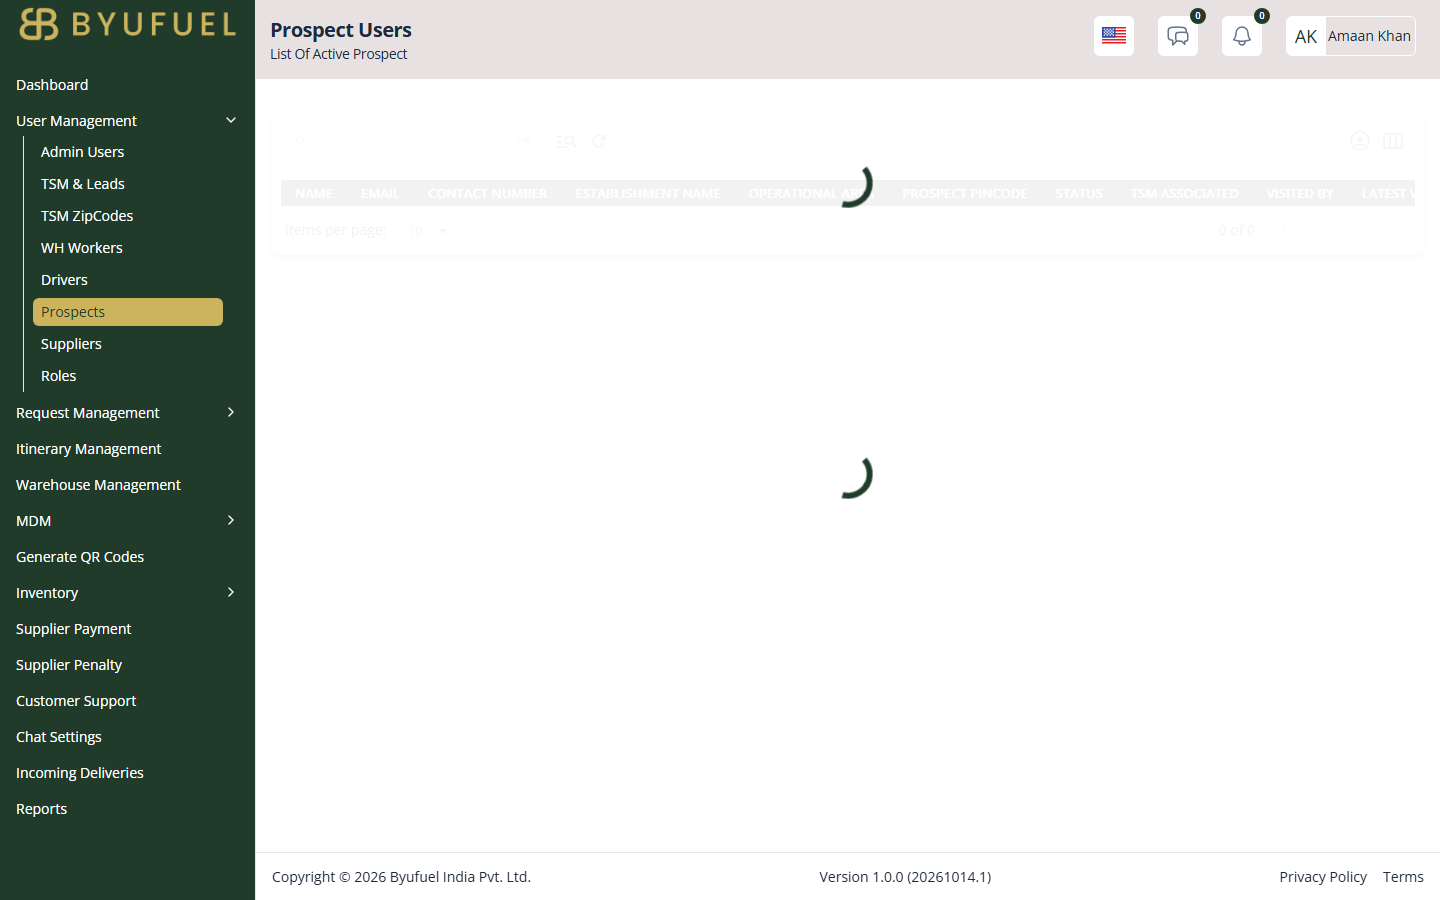 BYUFUEL
Prospect Users
List Of Active Prospect
0
0
AK
Amaan Khan
Dashboard
User Management
Admin Users
TSM & Leads
TSM ZipCodes
WH Workers
Drivers
Prospects
Suppliers
Roles
Request Management
Itinerary Management
Warehouse Management
MDM
Generate QR Codes
Inventory
Supplier Payment
Supplier Penalty
Customer Support
Chat Settings
Incoming Deliveries
Reports
NAME EMAIL CONTACT NUMBER ESTABLISHMENT NAME OPERATIONAL PROSPECT PINCODE STATUS TSM ASSOCIATED VISITED BY LATEST V
Items per page: 10
0 of 0
Copyright © 2026 Byufuel India Pvt. Ltd.
Version 1.0.0 (20261014.1)
Privacy Policy
Terms